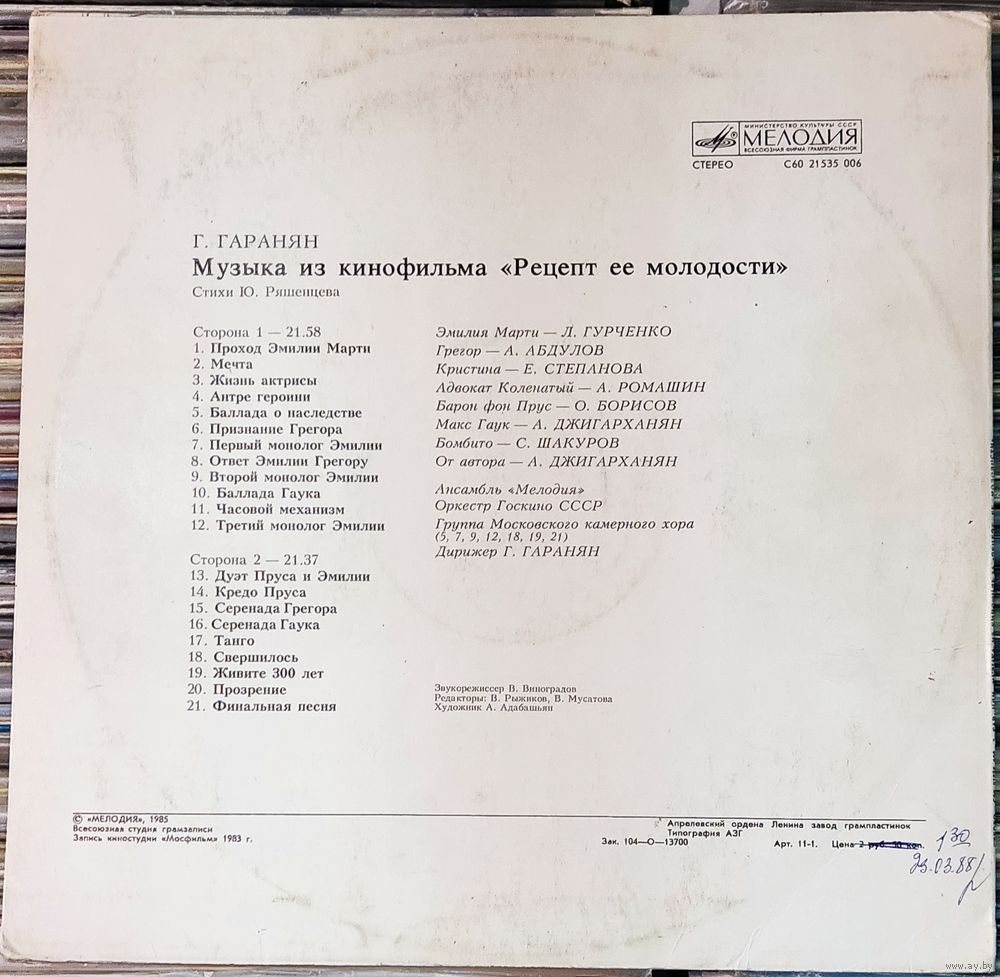 МИНИСТЕРСТВО КУЛЬТУРЫ СССР
МЕЛОДИЯ
ВСЕСОЮЗНАЯ ФИРМА ГРАМПЛАСТИНОК
СТЕРЕО С60 21535 006
Г. ГАРАНЯН
Музыка из кинофильма «Рецепт ее молодости»
Стихи Ю. Ряшенцева
Сторона 1 — 21.58
1. Проход Эмилии Марти
2. Мечта
3. Жизнь актрисы
4. Антре героини
5. Баллада о наследстве
6. Признание Грегора
7. Первый монолог Эмилии
8. Ответ Эмилии Грегору
9. Второй монолог Эмилии
10. Баллада Гаука
11. Часовой механизм
12. Третий монолог Эмилии
Сторона 2 — 21.37
13. Дуэт Пруса и Эмилии
14. Кредо Пруса
15. Серенада Грегора
16. Серенада Гаука
17. Танго
18. Свершилось
19. Живите 300 лет
20. Прозрение
21. Финальная песня
Эмилия Марти — Л. ГУРЧЕНКО
Грегор — А. АБДУЛОВ
Кристина — Е. СТЕПАНОВА
Адвокат Коленатый — А. РОМАШИН
Барон фон Прус — О. БОРИСОВ
Макс Гаук — А. ДЖИГАРХАНЯН
Бомбито — С. ШАКУРОВ
От автора — А. ДЖИГАРХАНЯН
Ансамбль «Мелодия»
Оркестр Госкино СССР
Группа Московского камерного хора
(5, 7, 9, 12, 18, 19, 21)
Дирижер Г. ГАРАНЯН
Звукорежиссер В. Виноградов
Редакторы: В. Рыжиков, В. Мусатова
Художник А. Адабашьян
© «МЕЛОДИЯ», 1985
Всесоюзная студия грамзаписи
Запись киностудии «Мосфильм» 1983 г.
Апрелевский ордена Ленина завод грампластинок
Типография АЗГ
Зак. 104—О—13700 Арт. 11-1. Цена 2 руб. коп.
1 30
23.03.88
www.ay.by